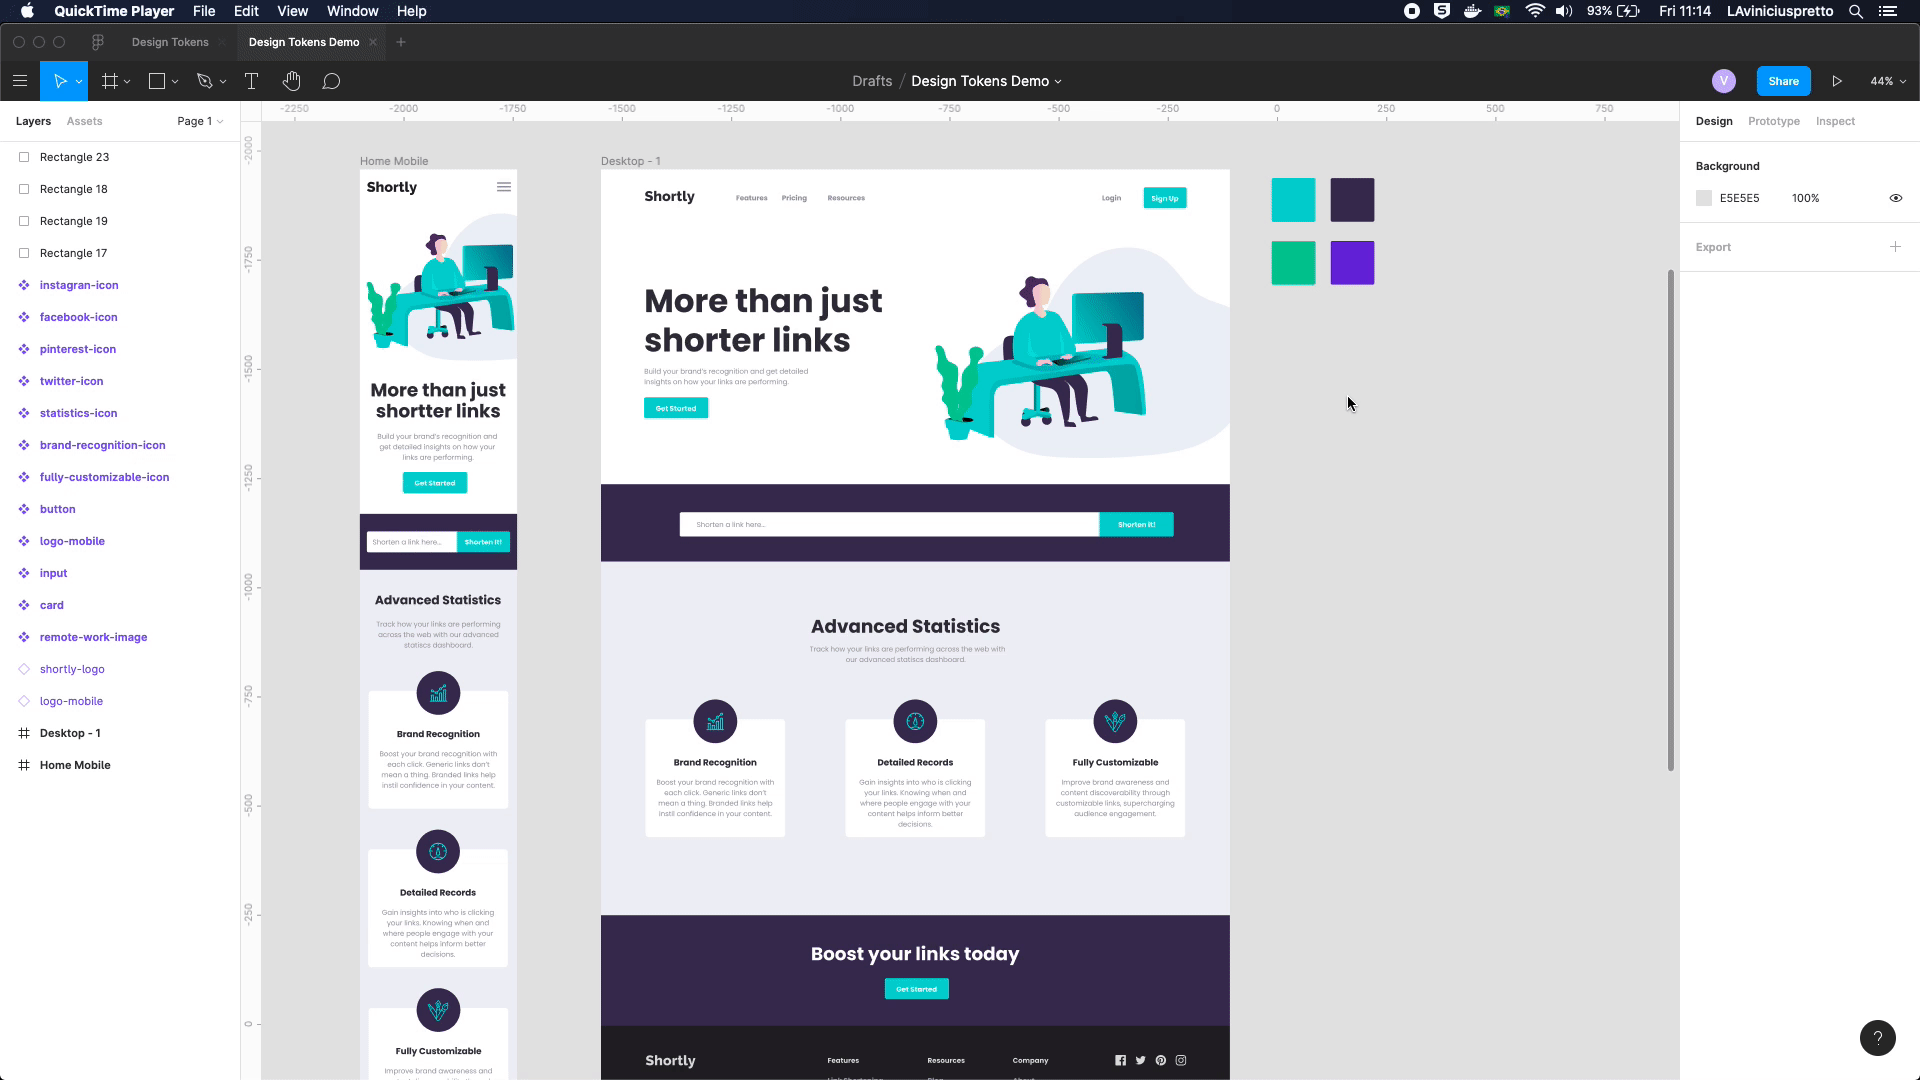 QuickTime Player File Edit View Window Help
93% Fri 11:14 LAviniciuspretto
Design Tokens
Design Tokens Demo
Drafts / Design Tokens Demo
V
Share
44%
Layers Assets Page 1
Rectangle 23
Rectangle 18
Rectangle 19
Rectangle 17
instagran-icon
facebook-icon
pinterest-icon
twitter-icon
statistics-icon
brand-recognition-icon
fully-customizable-icon
button
logo-mobile
input
card
remote-work-image
shortly-logo
logo-mobile
Desktop - 1
Home Mobile
-2250 -2000 -1750 -1500 -1250 -1000 -750 -500 -250 0 250 500 750
-2000
-1750
-1500
-1250
-1000
-750
-500
-250
0
Home Mobile
Shortly
More than just
shortter links
Build your brand's recognition and
get detailed insights on how your
links are performing.
Get Started
Shorten a link here...
Shorten It!
Advanced Statistics
Track how your links are performing
across the web with our advanced
statiscs dashboard.
Brand Recognition
Boost your brand recognition with
each click. Generic links don't
mean a thing. Branded links help
instil confidence in your content.
Detailed Records
Gain insights into who is clicking
your links. Knowing when and
where people engage with your
content helps inform better
decisions.
Fully Customizable
Improve brand awareness and
Desktop - 1
Shortly
Features Pricing Resources
Login
Sign Up
More than just
shorter links
Build your brand's recognition and get detailed
insights on how your links are performing.
Get Started
Shorten a link here...
Shorten It!
Advanced Statistics
Track how your links are performing across the web with
our advanced statiscs dashboard.
Brand Recognition
Boost your brand recognition with
each click. Generic links don't
mean a thing. Branded links help
instil confidence in your content.
Detailed Records
Gain insights into who is clicking
your links. Knowing when and
where people engage with your
content helps inform better
decisions.
Fully Customizable
Improve brand awareness and
content discoverability through
customizable links, supercharging
audience engagement.
Boost your links today
Get Started
Shortly
Features
Resources
Company
Design Prototype Inspect
Background
E5E5E5 100%
Export
?